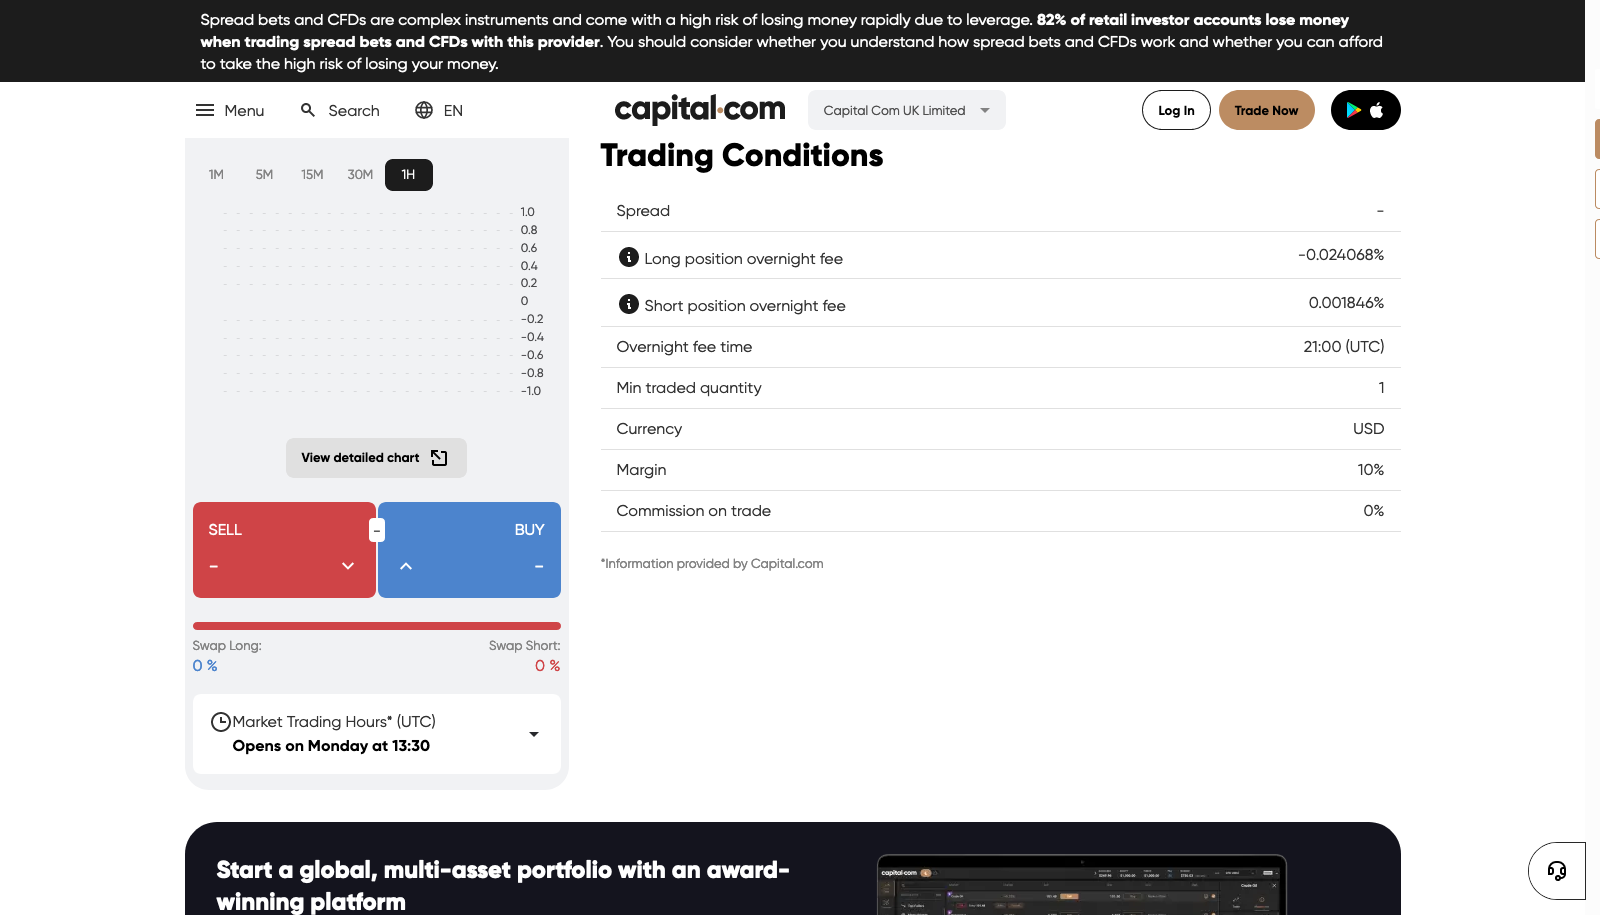 Spread bets and CFDs are complex instruments and come with a high risk of losing money rapidly due to leverage. 82% of retail investor accounts lose money
when trading spread bets and CFDs with this provider. You should consider whether you understand how spread bets and CFDs work and whether you can afford
to take the high risk of losing your money.
Menu Search EN capital.com Capital Com UK Limited Log In Trade Now
Trading Conditions
1M 5M 15M 30M 1H
1.0
0.8
0.6
0.4
0.2
0
-0.2
-0.4
-0.6
-0.8
-1.0
View detailed chart
SELL - BUY
- -
Swap Long: Swap Short:
0 % 0 %
Market Trading Hours* (UTC)
Opens on Monday at 13:30
Spread -
Long position overnight fee -0.024068%
Short position overnight fee 0.001846%
Overnight fee time 21:00 (UTC)
Min traded quantity 1
Currency USD
Margin 10%
Commission on trade 0%
*Information provided by Capital.com
Start a global, multi-asset portfolio with an award-
winning platform
capital.com